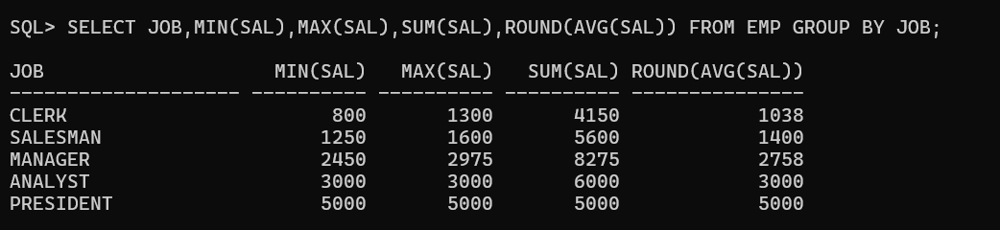 SQL> SELECT JOB,MIN(SAL),MAX(SAL),SUM(SAL),ROUND(AVG(SAL)) FROM EMP GROUP BY JOB;
JOB                    MIN(SAL)   MAX(SAL)   SUM(SAL) ROUND(AVG(SAL))
-------------------- ---------- ---------- ---------- ---------------
CLERK                       800       1300       4150            1038
SALESMAN                   1250       1600       5600            1400
MANAGER                    2450       2975       8275            2758
ANALYST                    3000       3000       6000            3000
PRESIDENT                  5000       5000       5000            5000